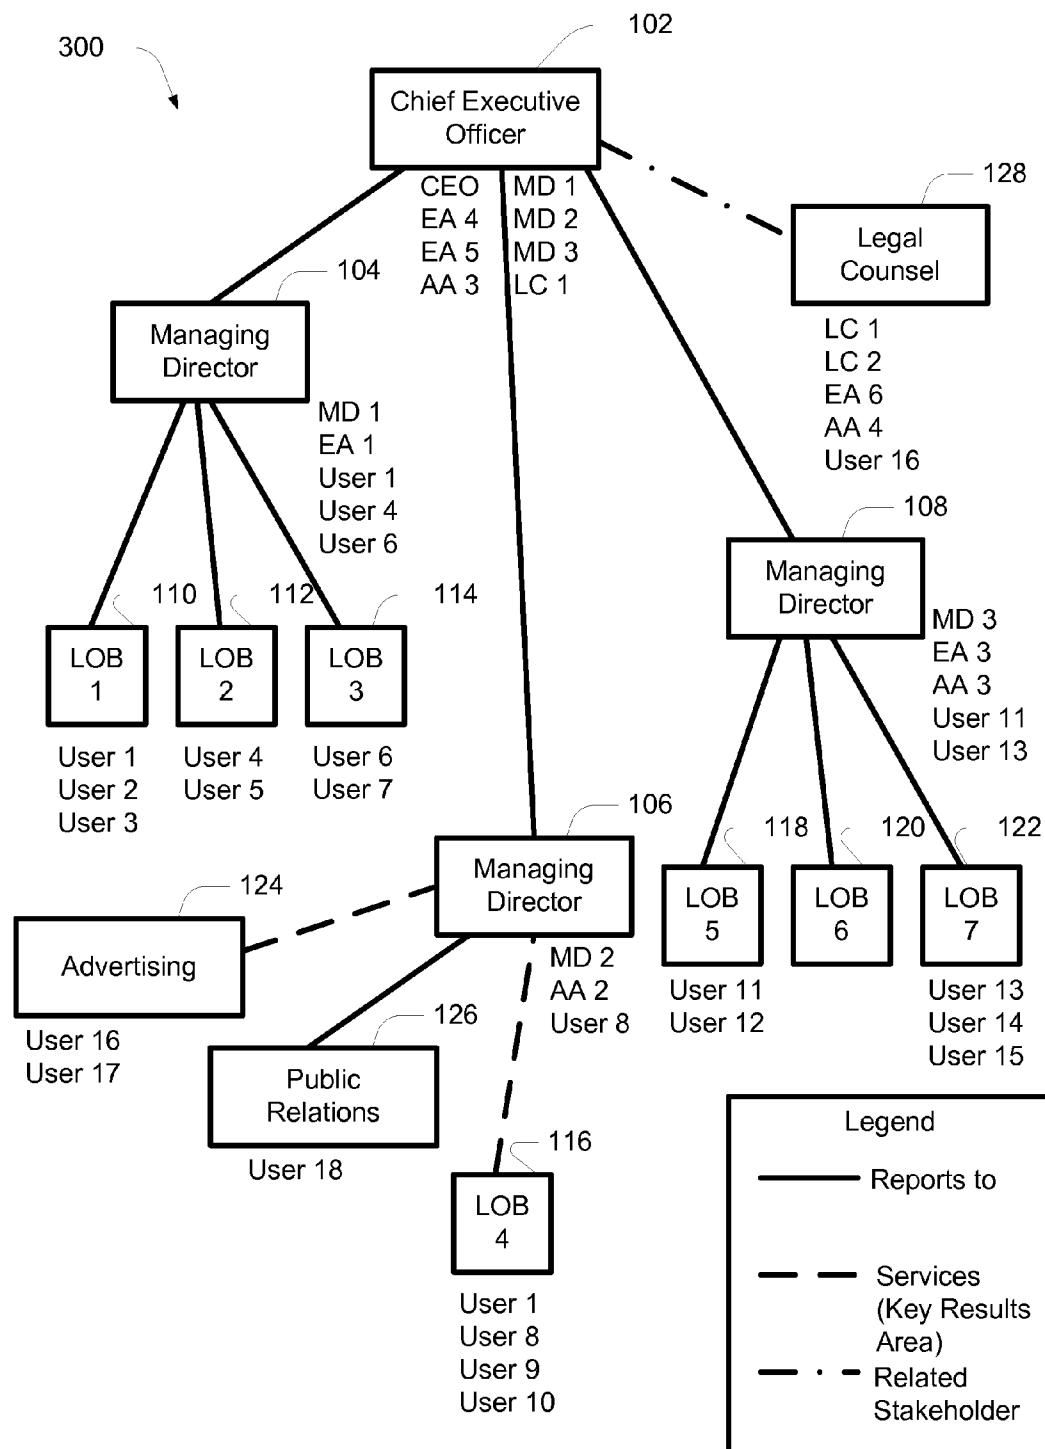 300
102
Chief Executive
Officer
CEO
EA 4
EA 5
AA 3
MD 1
MD 2
MD 3
LC 1
128
Legal
Counsel
LC 1
LC 2
EA 6
AA 4
User 16
104
Managing
Director
MD 1
EA 1
User 1
User 4
User 6
108
Managing
Director
MD 3
EA 3
AA 3
User 11
User 13
110
LOB
1
User 1
User 2
User 3
112
LOB
2
User 4
User 5
114
LOB
3
User 6
User 7
106
Managing
Director
MD 2
AA 2
User 8
118
LOB
5
User 11
User 12
120
LOB
6
122
LOB
7
User 13
User 14
User 15
124
Advertising
User 16
User 17
126
Public
Relations
User 18
116
LOB
4
User 1
User 8
User 9
User 10
Legend
Reports to
Services
(Key Results
Area)
Related
Stakeholder